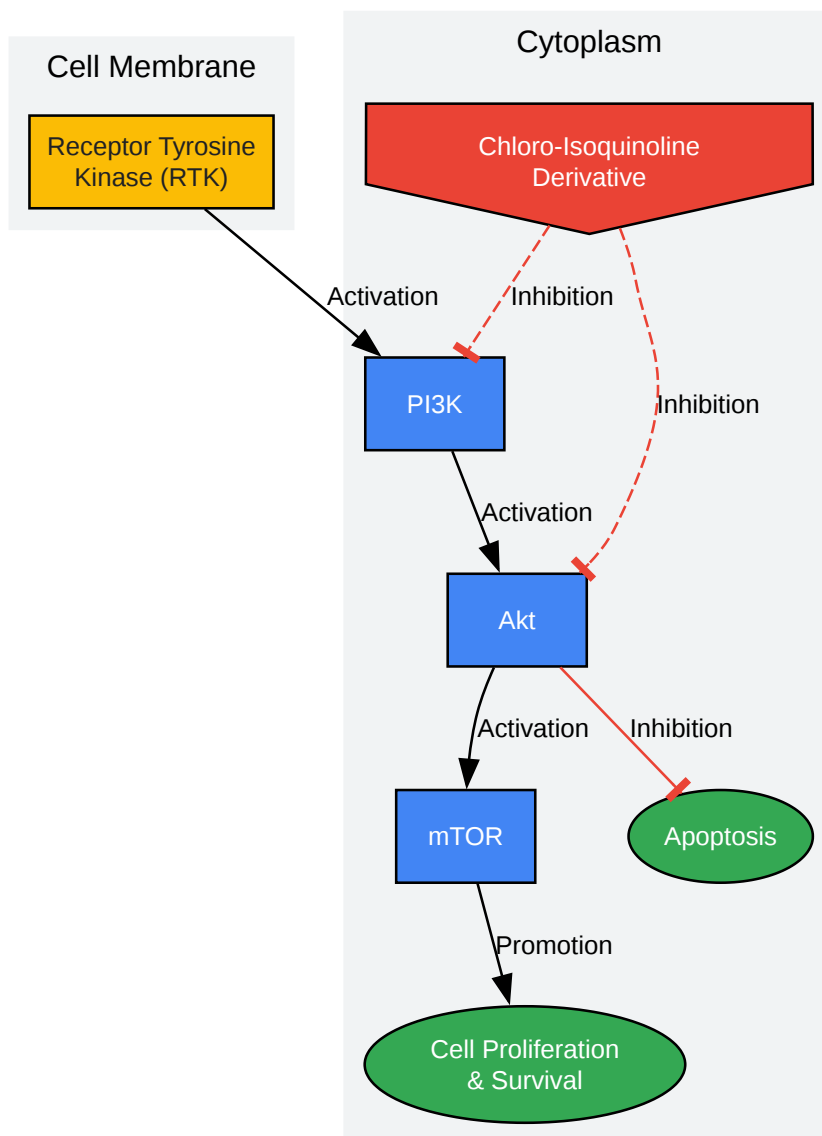 Cytoplasm
Cell Membrane
Receptor Tyrosine
Kinase (RTK)
Chloro-Isoquinoline
Derivative
Activation
Inhibition
PI3K
Inhibition
Activation
Akt
Activation
Inhibition
mTOR
Apoptosis
Promotion
Cell Proliferation
& Survival